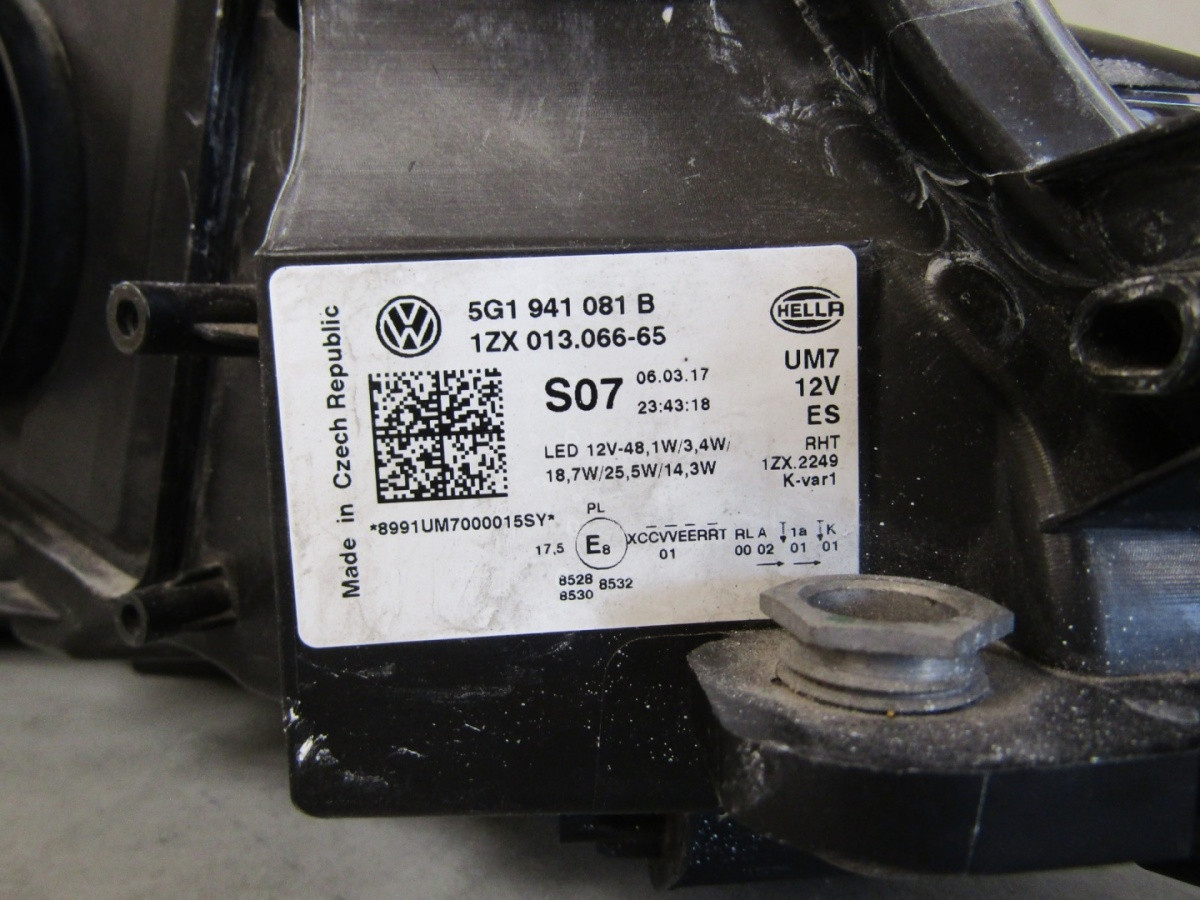 Made in Czech Republic
5G1 941 081 B
1ZX 013.066-65
HELLA
UM7
12V
ES
S07
06.03.17
23:43:18
LED 12V-48,1W/3,4W/
18,7W/25,5W/14,3W
RHT
1ZX.2249
K-var1
*8991UM7000015SY*
PL
17,5 E8 XCCVVEERRT RL A 1a K
01 00 02 01 01
8528 8532
8530